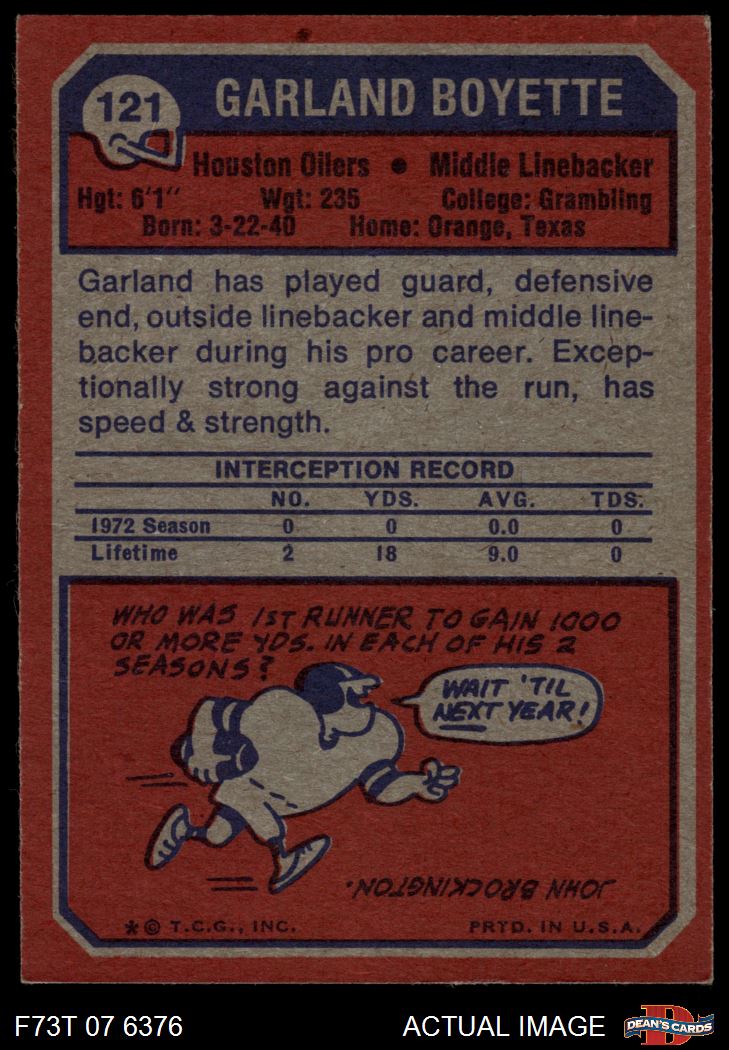 121
GARLAND BOYETTE
Houston Oilers • Middle Linebacker
Hgt: 6'1" Wgt: 235 College: Grambling
Born: 3-22-40 Home: Orange, Texas
Garland has played guard, defensive
end, outside linebacker and middle line-
backer during his pro career. Excep-
tionally strong against the run, has
speed & strength.
INTERCEPTION RECORD
NO. YDS. AVG. TDS.
1972 Season 0 0 0.0 0
Lifetime 2 18 9.0 0
WHO WAS 1ST RUNNER TO GAIN 1000
OR MORE YDS. IN EACH OF HIS 2
SEASONS?
WAIT 'TIL
NEXT YEAR!
JOHN BROCKINGTON.
*© T.C.G., INC. PRTD. IN U.S.A.
F73T 07 6376 ACTUAL IMAGE
D
DEAN'S CARDS